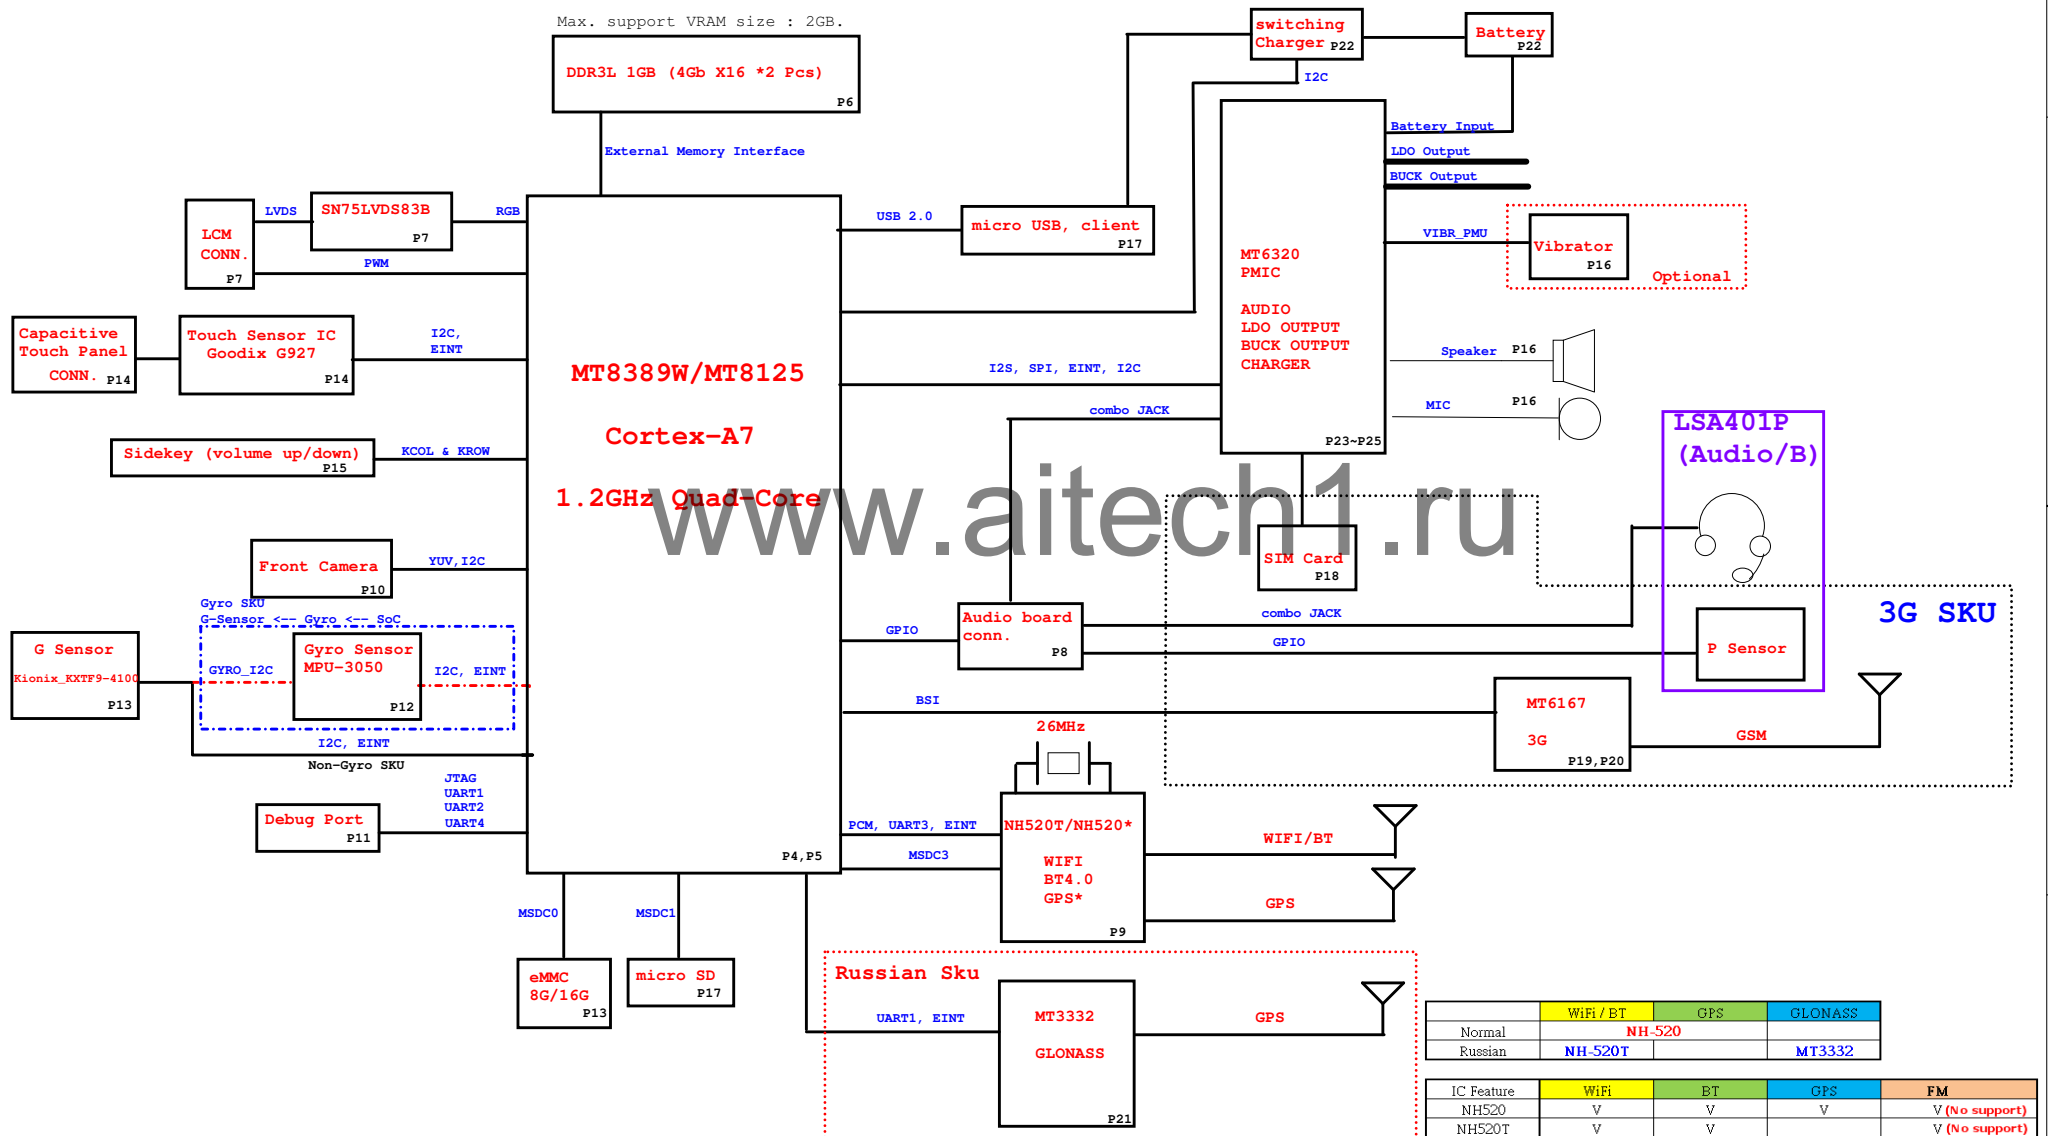 Max. support VRAM size : 2GB.
DDR3L 1GB (4Gb X16 *2 Pcs)
P6
External Memory Interface
switching
Charger P22
Battery
P22
I2C
Battery Input
LDO Output
BUCK Output
LCM
CONN.
P7
LVDS
SN75LVDS83B
P7
RGB
PWM
USB 2.0
micro USB, client
P17
MT6320
PMIC
AUDIO
LDO OUTPUT
BUCK OUTPUT
CHARGER
P23~P25
VIBR_PMU
Vibrator
P16
Optional
Capacitive
Touch Panel
CONN. P14
Touch Sensor IC
Goodix G927
P14
I2C,
EINT
MT8389W/MT8125
Cortex-A7
1.2GHz Quad-Core
P4,P5
I2S, SPI, EINT, I2C
combo JACK
Speaker P16
MIC P16
LSA401P
(Audio/B)
Sidekey (volume up/down)
P15
KCOL & KROW
www.aitech1.ru
SIM Card
P18
Front Camera
P10
YUV,I2C
Gyro SKU
G-Sensor <-- Gyro <-- SoC
G Sensor
Kionix_KXTF9-4100
P13
GYRO_I2C
Gyro Sensor
MPU-3050
P12
I2C, EINT
I2C, EINT
Non-Gyro SKU
GPIO
Audio board
conn.
P8
combo JACK
GPIO
P Sensor
3G SKU
BSI
MT6167
3G
P19,P20
GSM
26MHz
JTAG
UART1
UART2
UART4
Debug Port
P11
PCM, UART3, EINT
MSDC3
NH520T/NH520*
WIFI
BT4.0
GPS*
P9
WIFI/BT
GPS
MSDC0
MSDC1
eMMC
8G/16G
P13
micro SD
P17
Russian Sku
UART1, EINT
MT3332
GLONASS
P21
GPS
WiFi / BT GPS GLONASS
Normal NH-520
Russian NH-520T MT3332
IC Feature WiFi BT GPS FM
NH520 V V V V (No support)
NH520T V V V (No support)